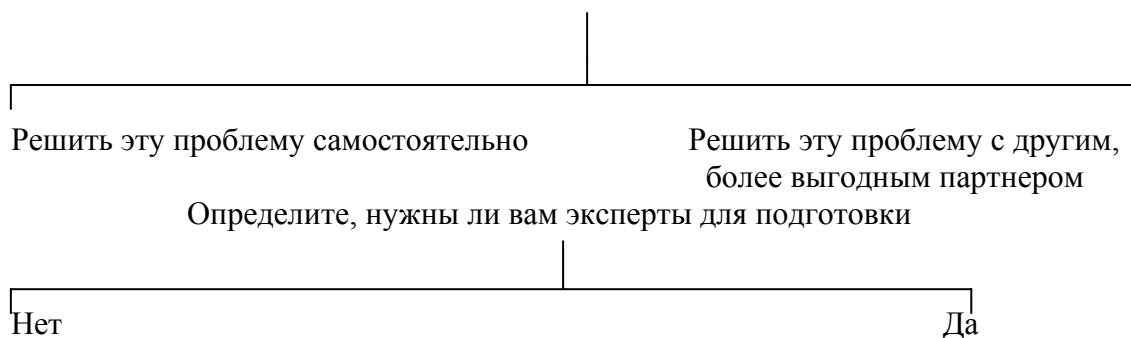 Решить эту проблему самостоятельно
Решить эту проблему с другим,
более выгодным партнером
Определите, нужны ли вам эксперты для подготовки
Нет
Да